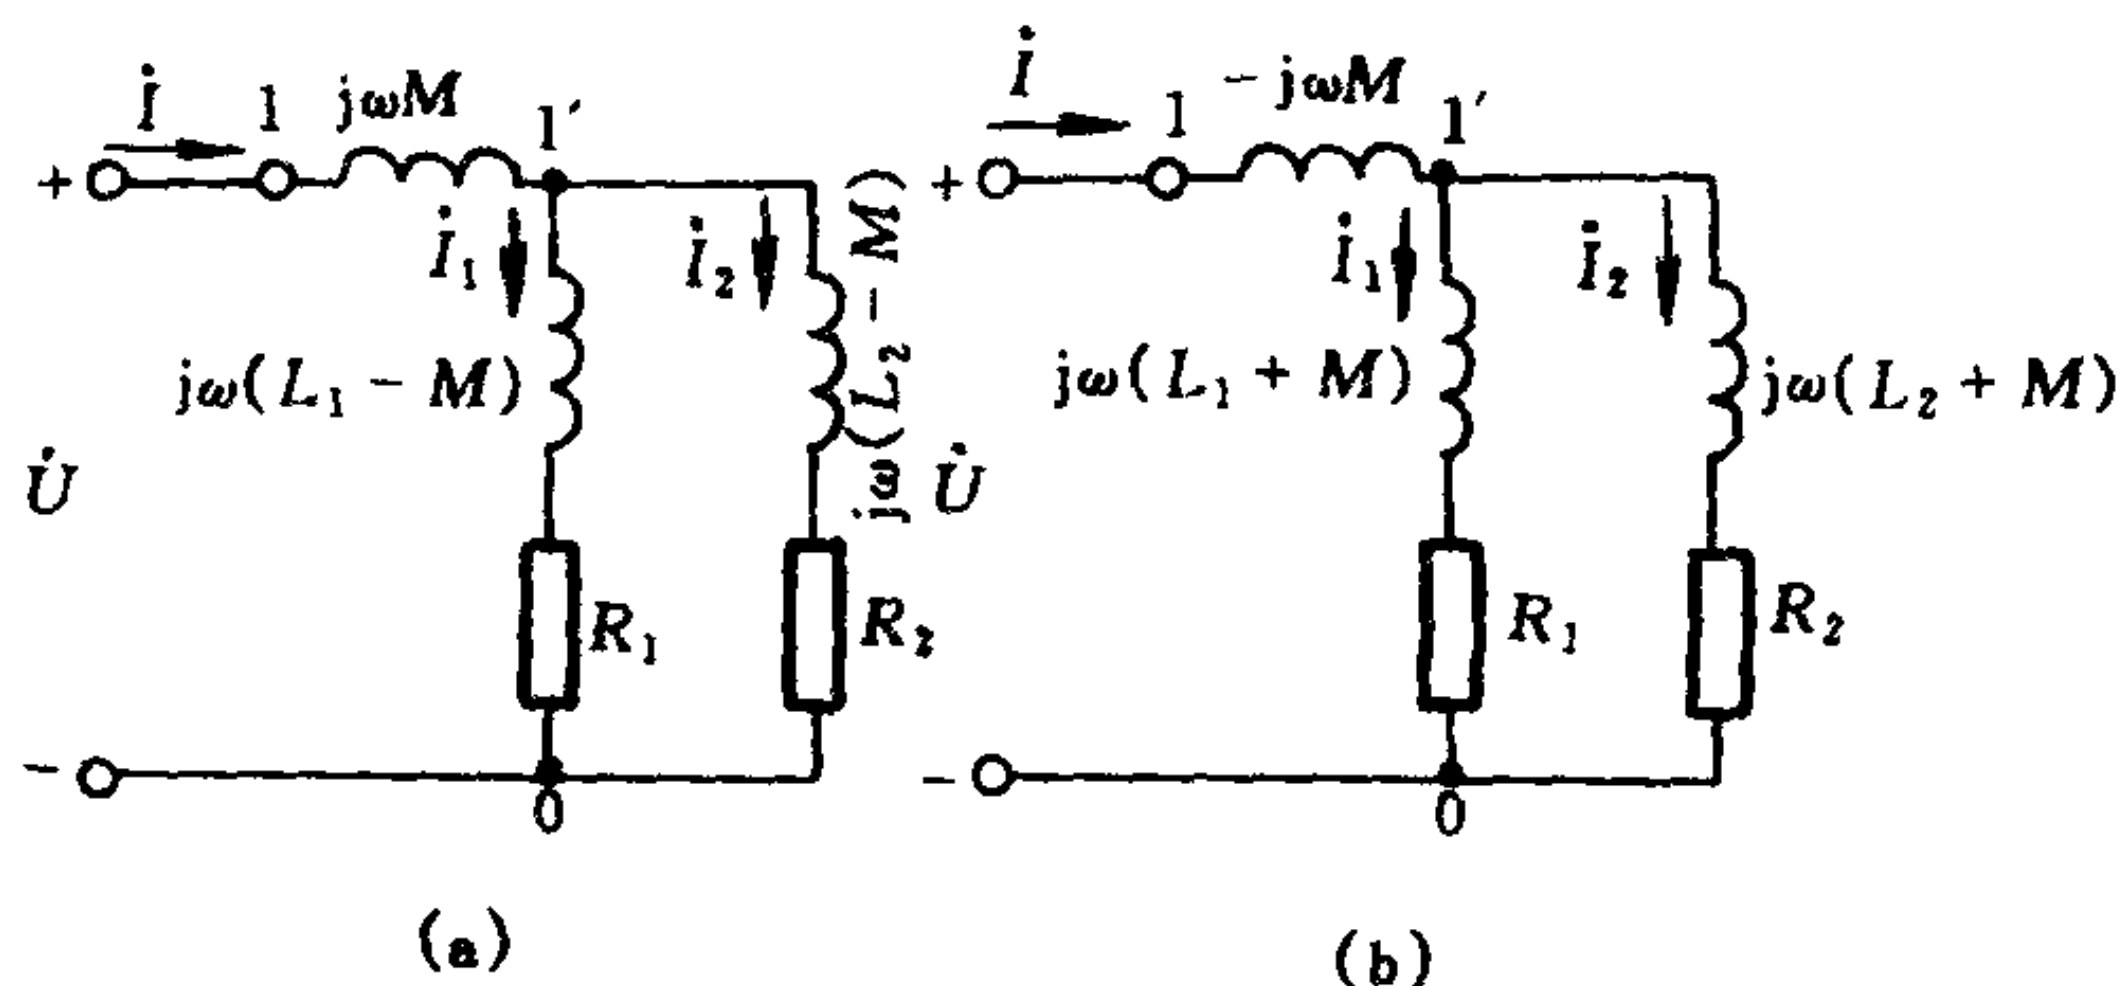 İ 1 jωM 1′
+
İ₁ İ₂
jω(L₁ − M)
jω(L₂ − M)
U̇
R₁ R₂
−
0
(a)
İ 1 −jωM 1′
+
İ₁ İ₂
jω(L₁ + M) jω(L₂ + M)
U̇
R₁ R₂
−
0
(b)